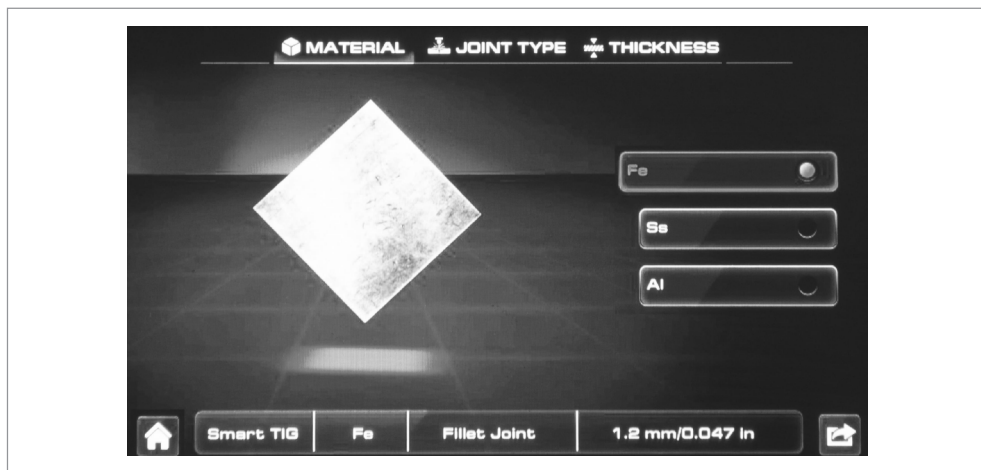 MATERIAL JOINT TYPE THICKNESS
Fe
Ss
Al
Smart TIG Fe Fillet Joint 1.2 mm/0.047 in